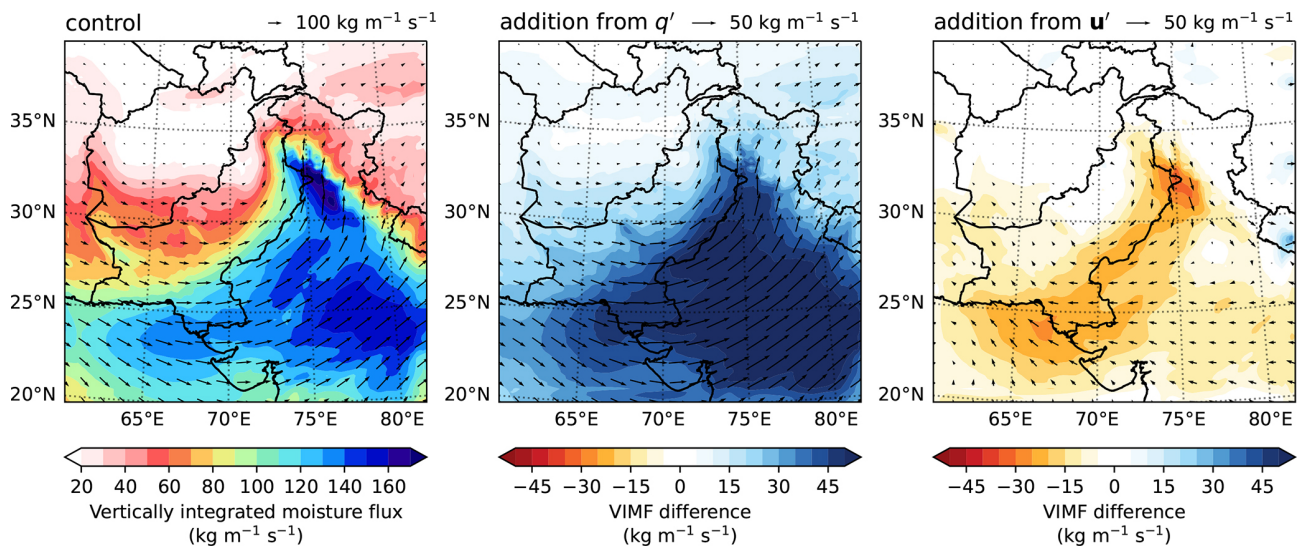 control → 100 kg m⁻¹ s⁻¹
addition from q′ → 50 kg m⁻¹ s⁻¹
addition from u′ → 50 kg m⁻¹ s⁻¹
35°N
30°N
25°N
20°N
65°E 70°E 75°E 80°E
35°N
30°N
25°N
20°N
65°E 70°E 75°E 80°E
35°N
30°N
25°N
20°N
65°E 70°E 75°E 80°E
20 40 60 80 100 120 140 160
Vertically integrated moisture flux
(kg m⁻¹ s⁻¹)
−45 −30 −15 0 15 30 45
VIMF difference
(kg m⁻¹ s⁻¹)
−45 −30 −15 0 15 30 45
VIMF difference
(kg m⁻¹ s⁻¹)